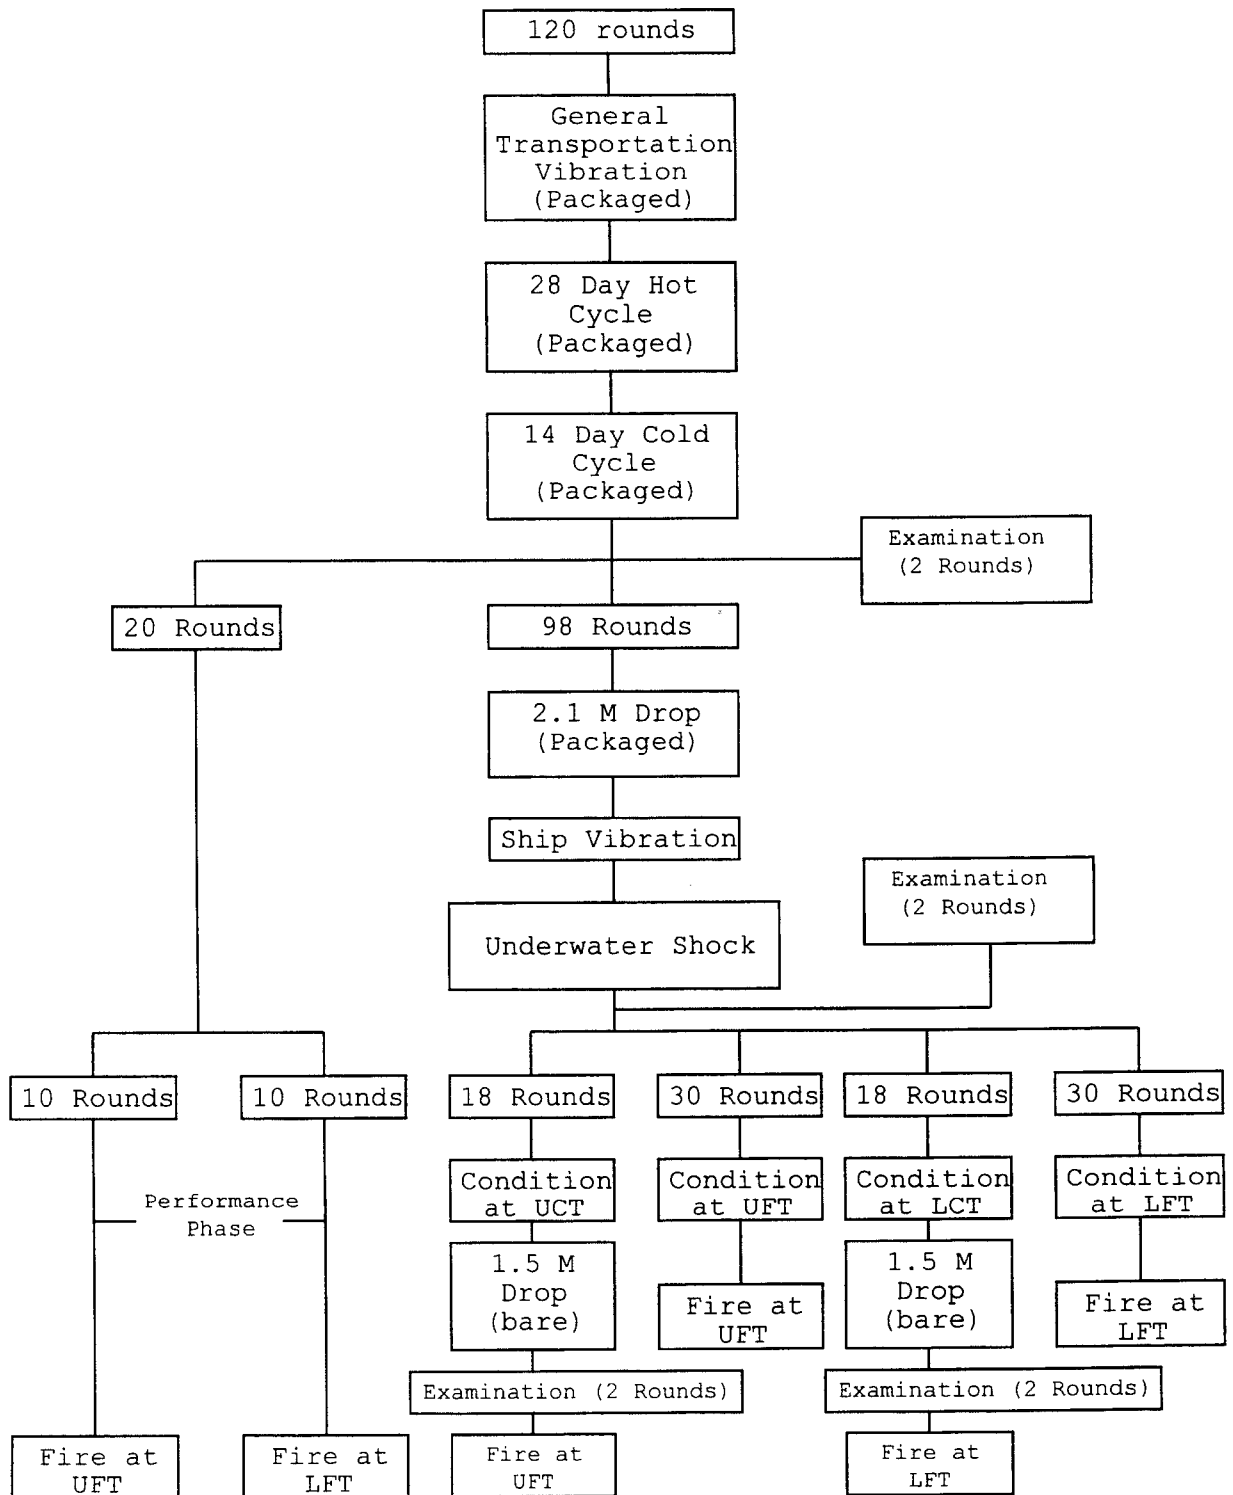 120 rounds
General
Transportation
Vibration
(Packaged)
28 Day Hot
Cycle
(Packaged)
14 Day Cold
Cycle
(Packaged)
Examination
(2 Rounds)
20 Rounds
98 Rounds
2.1 M Drop
(Packaged)
Ship Vibration
Examination
(2 Rounds)
Underwater Shock
10 Rounds
10 Rounds
18 Rounds
30 Rounds
18 Rounds
30 Rounds
Performance
Phase
Condition
at UCT
Condition
at UFT
Condition
at LCT
Condition
at LFT
1.5 M
Drop
(bare)
Fire at
UFT
1.5 M
Drop
(bare)
Fire at
LFT
Examination (2 Rounds)
Examination (2 Rounds)
Fire at
UFT
Fire at
LFT
Fire at
UFT
Fire at
LFT